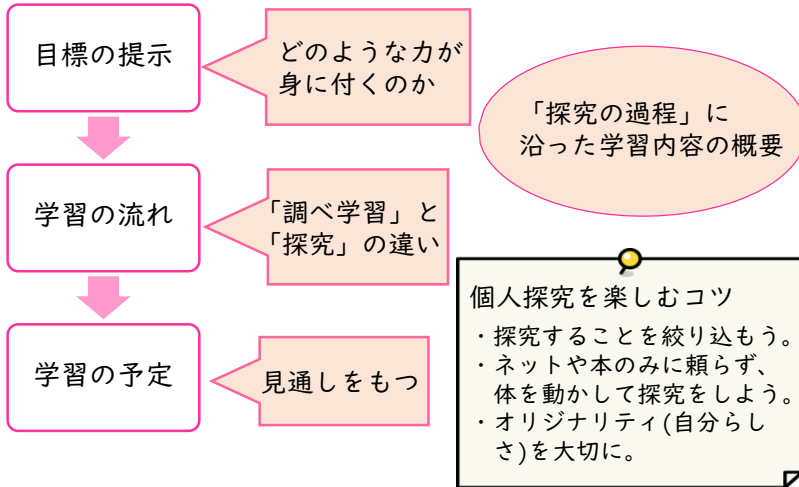 目標の提示
どのような力が
身に付くのか
「探究の過程」に
沿った学習内容の概要
学習の流れ
「調べ学習」と
「探究」の違い
学習の予定
見通しをもつ
個人探究を楽しむコツ
・探究することを絞り込もう。
・ネットや本のみに頼らず、
体を動かして探究をしよう。
・オリジナリティ(自分らし
さ)を大切に。